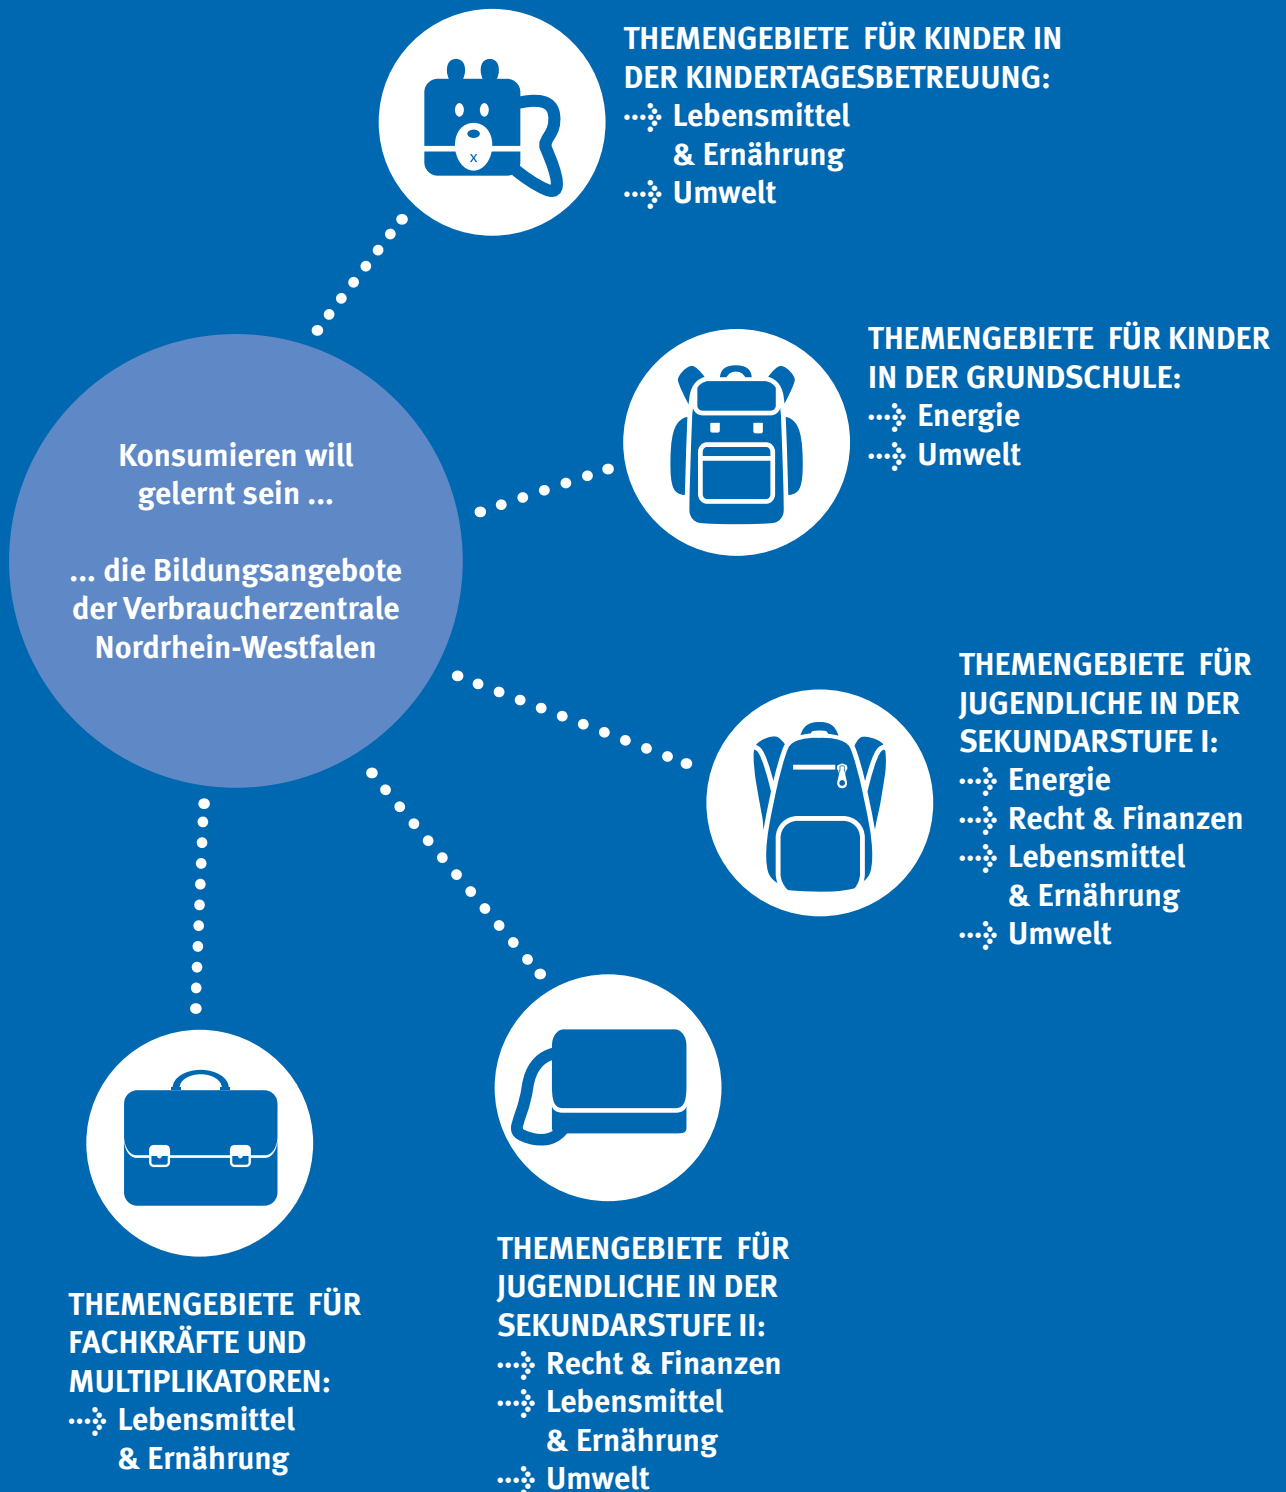 THEMENGEBIETE FÜR KINDER IN
DER KINDERTAGESBETREUUNG:
Lebensmittel
& Ernährung
Umwelt
THEMENGEBIETE FÜR KINDER
IN DER GRUNDSCHULE:
Energie
Umwelt
Konsumieren will
gelernt sein ...
... die Bildungsangebote
der Verbraucherzentrale
Nordrhein-Westfalen
THEMENGEBIETE FÜR
JUGENDLICHE IN DER
SEKUNDARSTUFE I:
Energie
Recht & Finanzen
Lebensmittel
& Ernährung
Umwelt
THEMENGEBIETE FÜR
JUGENDLICHE IN DER
SEKUNDARSTUFE II:
Recht & Finanzen
Lebensmittel
& Ernährung
Umwelt
THEMENGEBIETE FÜR
FACHKRÄFTE UND
MULTIPLIKATOREN:
Lebensmittel
& Ernährung